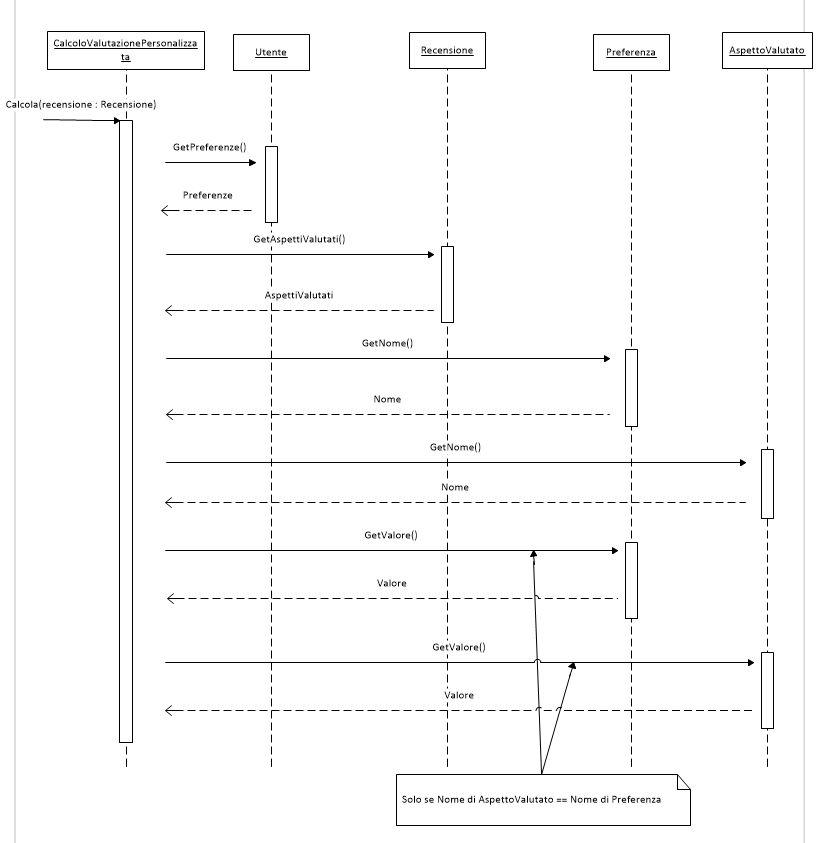 CalcoloValutazionePersonalizza
ta
Utente
Recensione
Preferenza
AspettoValutato
Calcola(recensione : Recensione)
GetPreferenze()
Preferenze
GetAspettiValutati()
AspettiValutati
GetNome()
Nome
GetNome()
Nome
GetValore()
Valore
GetValore()
Valore
Solo se Nome di AspettoValutato == Nome di Preferenza